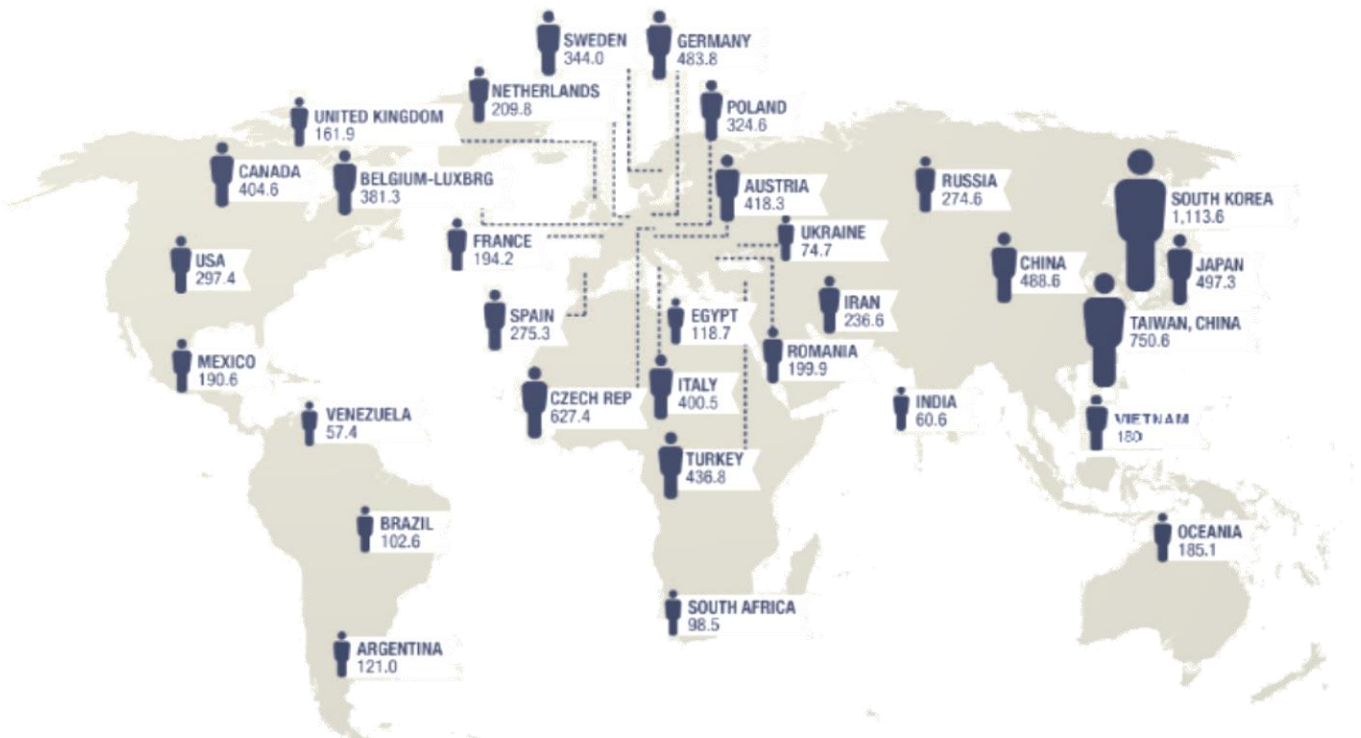 SWEDEN
344.0
GERMANY
483.8
NETHERLANDS
209.8
POLAND
324.6
UNITED KINGDOM
161.9
CANADA
404.6
BELGIUM-LUXBRG
381.3
AUSTRIA
418.3
RUSSIA
274.6
SOUTH KOREA
1,113.6
FRANCE
194.2
UKRAINE
74.7
USA
297.4
CHINA
488.6
JAPAN
497.3
SPAIN
275.3
EGYPT
118.7
IRAN
236.6
TAIWAN, CHINA
750.6
MEXICO
190.6
ROMANIA
199.9
CZECH REP
627.4
ITALY
400.5
INDIA
60.6
VENEZUELA
57.4
VIETNAM
180
TURKEY
436.8
BRAZIL
102.6
OCEANIA
185.1
SOUTH AFRICA
98.5
ARGENTINA
121.0